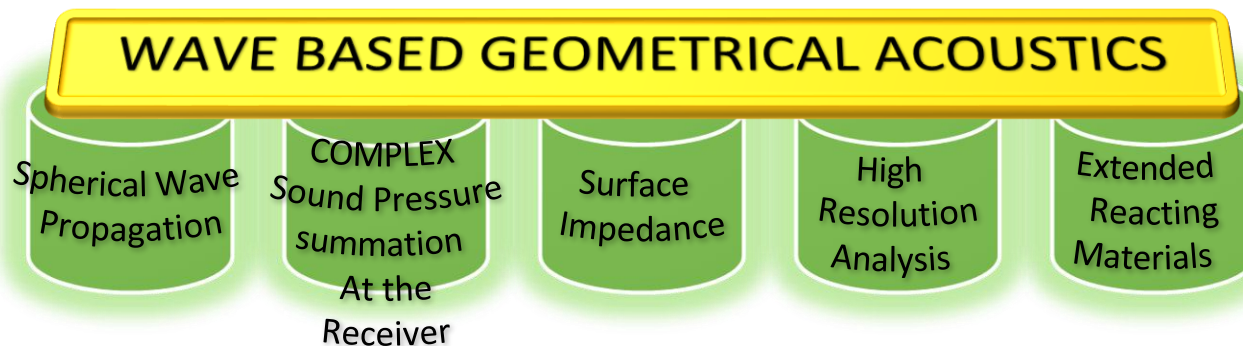 WAVE BASED GEOMETRICAL ACOUSTICS
Spherical Wave
Propagation
COMPLEX
Sound Pressure
summation
At the
Receiver
Surface
Impedance
High
Resolution
Analysis
Extended
Reacting
Materials